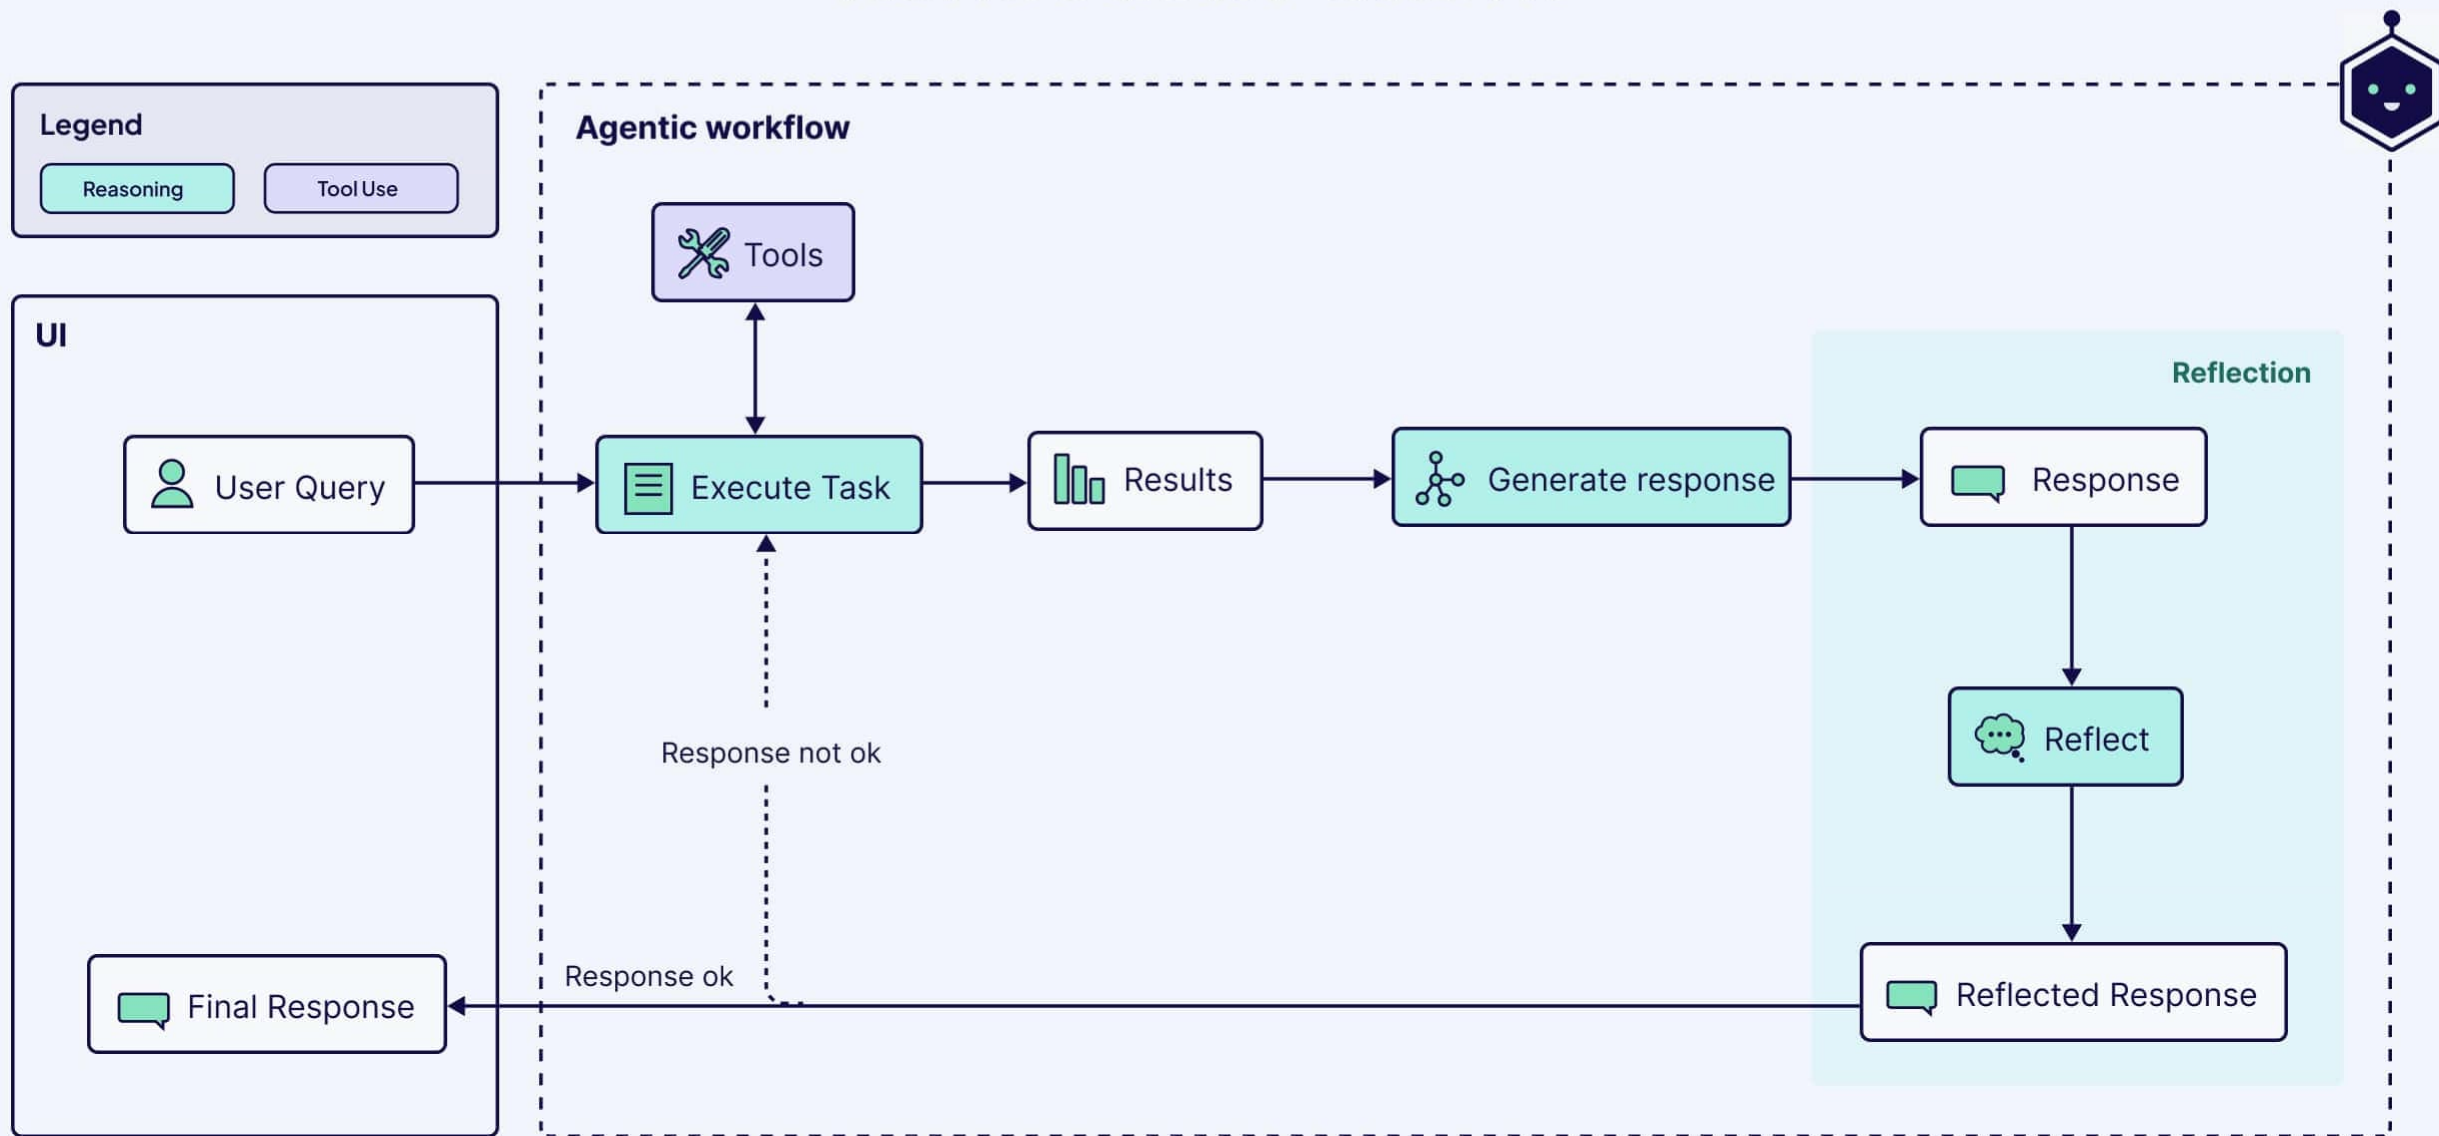 Legend
Reasoning
Tool Use
UI
User Query
Final Response
Agentic workflow
Tools
Execute Task
Results
Generate response
Reflection
Response
Reflect
Reflected Response
Response not ok
Response ok